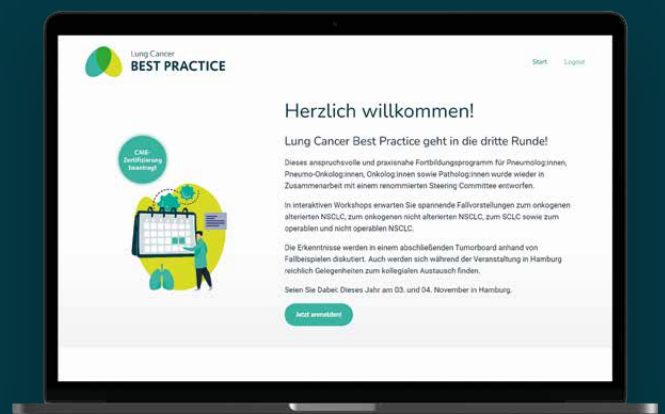 Lung Cancer
BEST PRACTICE
Start Logout
Herzlich willkommen!
CME-
Zertifizierung
beantragt
Lung Cancer Best Practice geht in die dritte Runde!
Dieses anspruchsvolle und praxisnahe Fortbildungsprogramm für Pneumolog:innen,
Pneumo-Onkolog:innen, Onkolog:innen sowie Patholog:innen wurde wieder in
Zusammenarbeit mit einem renommierten Steering Committee entworfen.
In interaktiven Workshops erwarten Sie spannende Fallvorstellungen zum onkogenen
alterierten NSCLC, zum onkogenen nicht alterierten NSCLC, zum SCLC sowie zum
operablen und nicht operablen NSCLC.
Die Erkenntnisse werden in einem abschließenden Tumorboard anhand von
Fallbeispielen diskutiert. Auch werden sich während der Veranstaltung in Hamburg
reichlich Gelegenheiten zum kollegialen Austausch finden.
Seien Sie Dabei: Dieses Jahr am 03. und 04. November in Hamburg.
Jetzt anmelden!